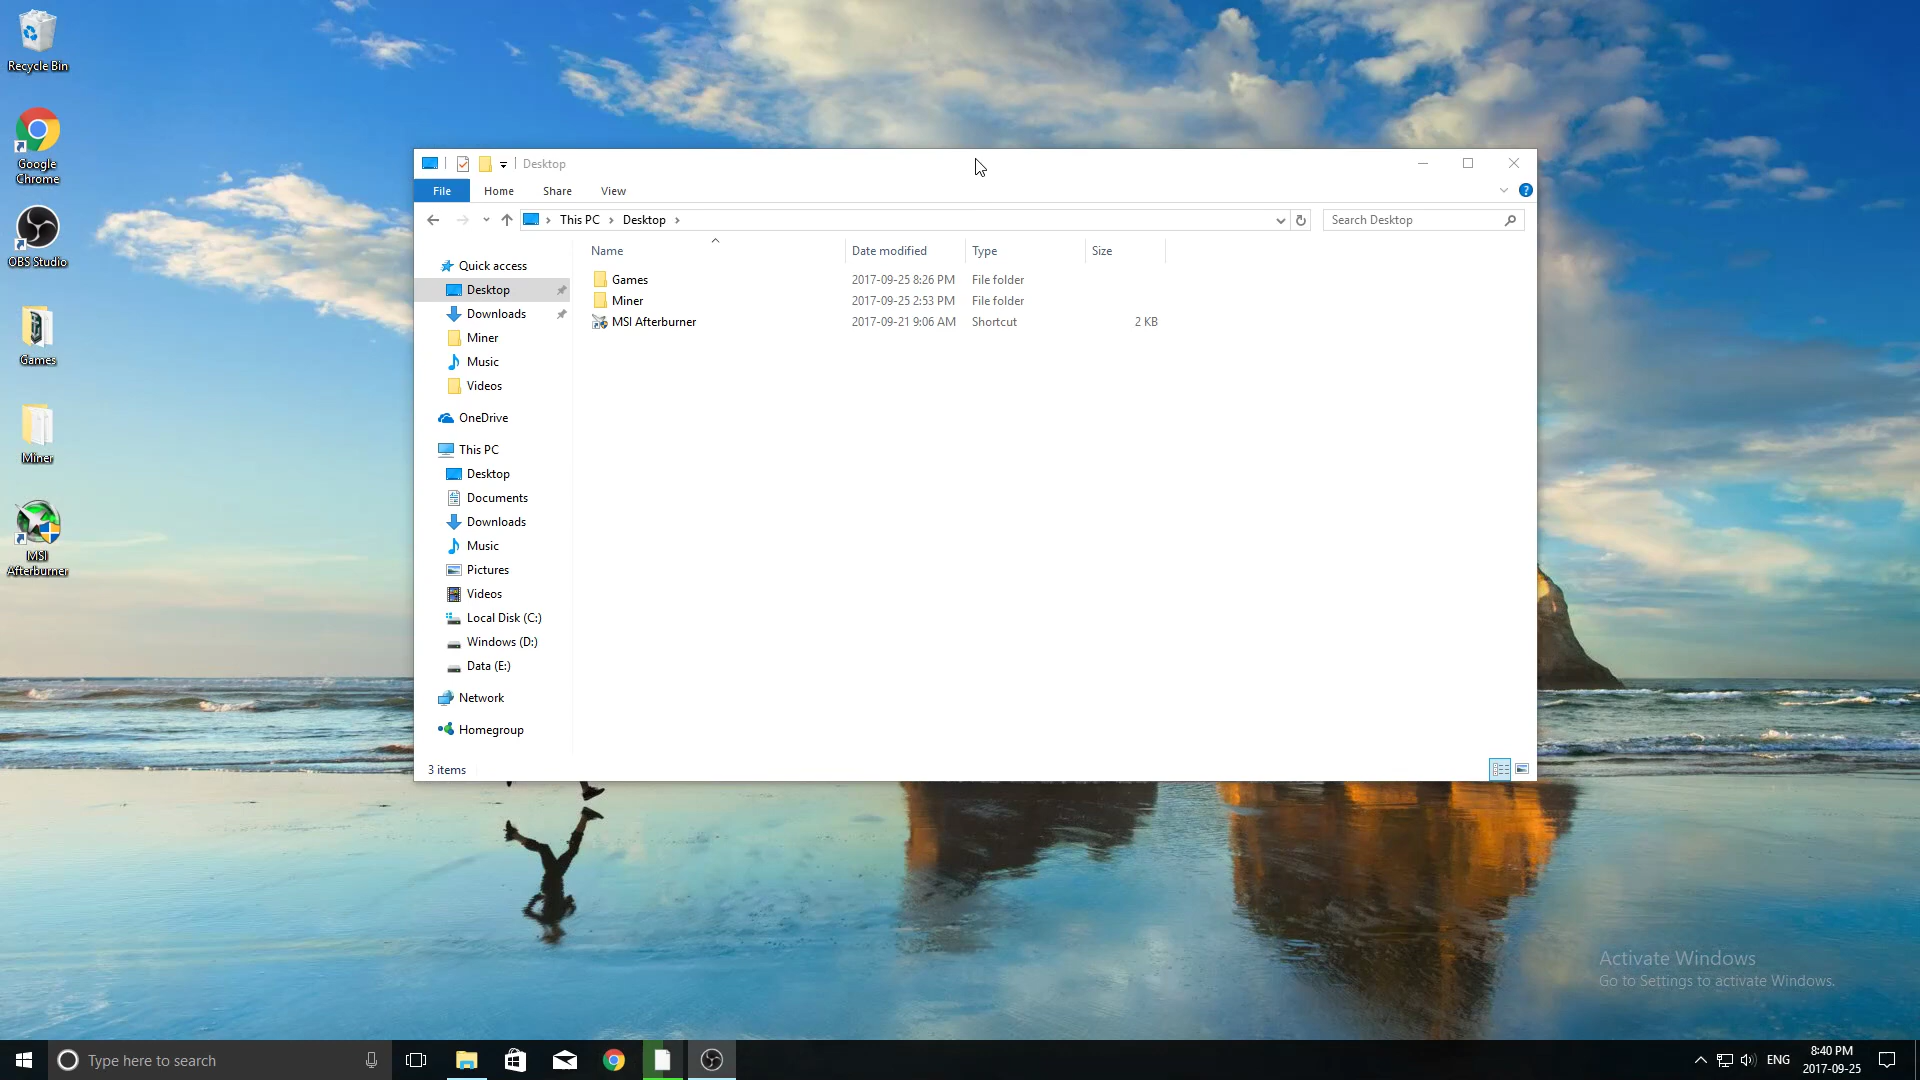 Recycle Bin
Google
Chrome
OBS Studio
Games
Miner
MSI
Afterburner
Desktop
File Home Share View
This PC Desktop
Search Desktop
Name Date modified Type Size
Games 2017-09-25 8:26 PM File folder
Miner 2017-09-25 2:53 PM File folder
MSI Afterburner 2017-09-21 9:06 AM Shortcut 2 KB
Quick access
Desktop
Downloads
Miner
Music
Videos
OneDrive
This PC
Desktop
Documents
Downloads
Music
Pictures
Videos
Local Disk (C:)
Windows (D:)
Data (E:)
Network
Homegroup
3 items
Activate Windows
Go to Settings to activate Windows.
Type here to search
ENG
8:40 PM
2017-09-25